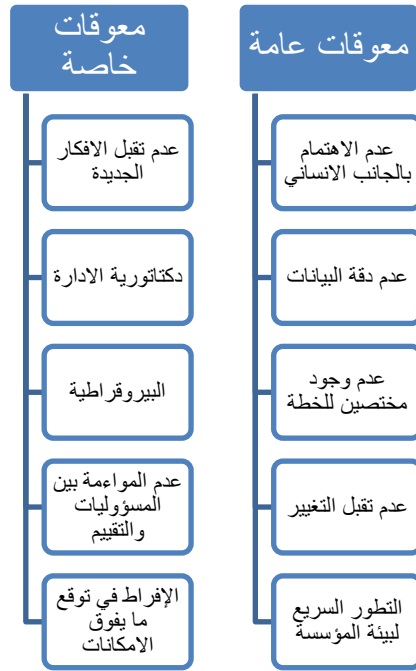 معوقات عامة
عدم الاهتمام
بالجانب الانساني
عدم دقة البيانات
عدم وجود
مختصين للخطة
عدم تقبل التغيير
التطور السريع
لبيئة المؤسسة
معوقات
خاصة
عدم تقبل الافكار
الجديدة
دكتاتورية الادارة
البيروقراطية
عدم المواءمة بين
المسؤوليات
والتقييم
الإفراط في توقع
ما يفوق
الامكانات